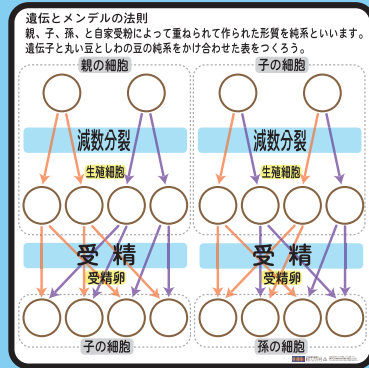 遺伝とメンデルの法則
親、子、孫、と自家受粉によって重ねられて作られた形質を純系といいます。
遺伝子と丸い豆としわの豆の純系をかけ合わせた表をつくろう。
親の細胞
子の細胞
減数分裂
減数分裂
生殖細胞
生殖細胞
受精
受精
受精卵
受精卵
子の細胞
孫の細胞